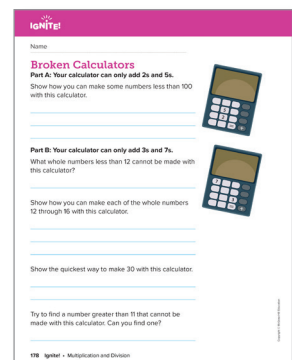 IGNITE!
Name
Broken Calculators
Part A: Your calculator can only add 2s and 5s.
Show how you can make some numbers less than 100
with this calculator.
Part B: Your calculator can only add 3s and 7s.
What whole numbers less than 12 cannot be made with
this calculator?
Show how you can make each of the whole numbers
12 through 16 with this calculator.
Show the quickest way to make 30 with this calculator.
Try to find a number greater than 11 that cannot be
made with this calculator. Can you find one?
178 Ignite! • Multiplication and Division